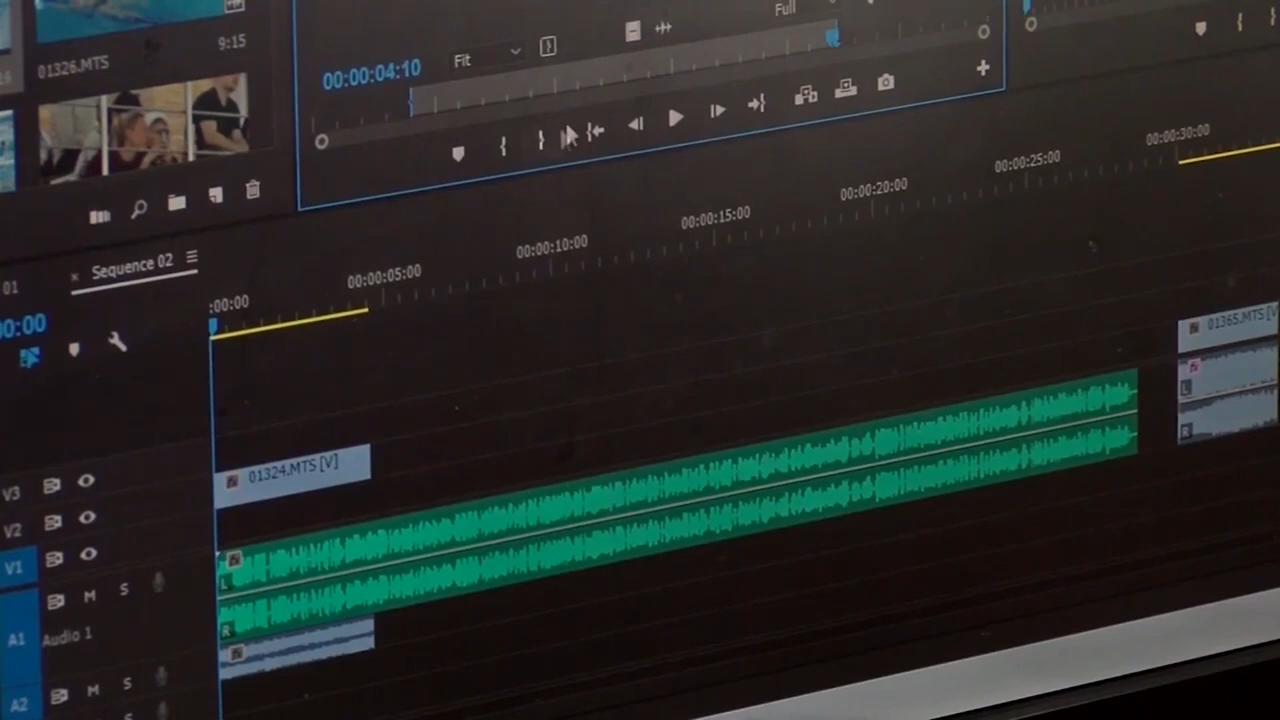 01326.MTS
9:15
00:00:04:10
Fit
Full
01
Sequence 02
:00:00
00:00:05:00
00:00:10:00
00:00:15:00
00:00:20:00
00:00:25:00
00:00:30:00
00:00
01365.MTS [V
L
R
01324.MTS [V]
V3
V2
V1
L
R
A1
M
S
Audio 1
A2
M
S